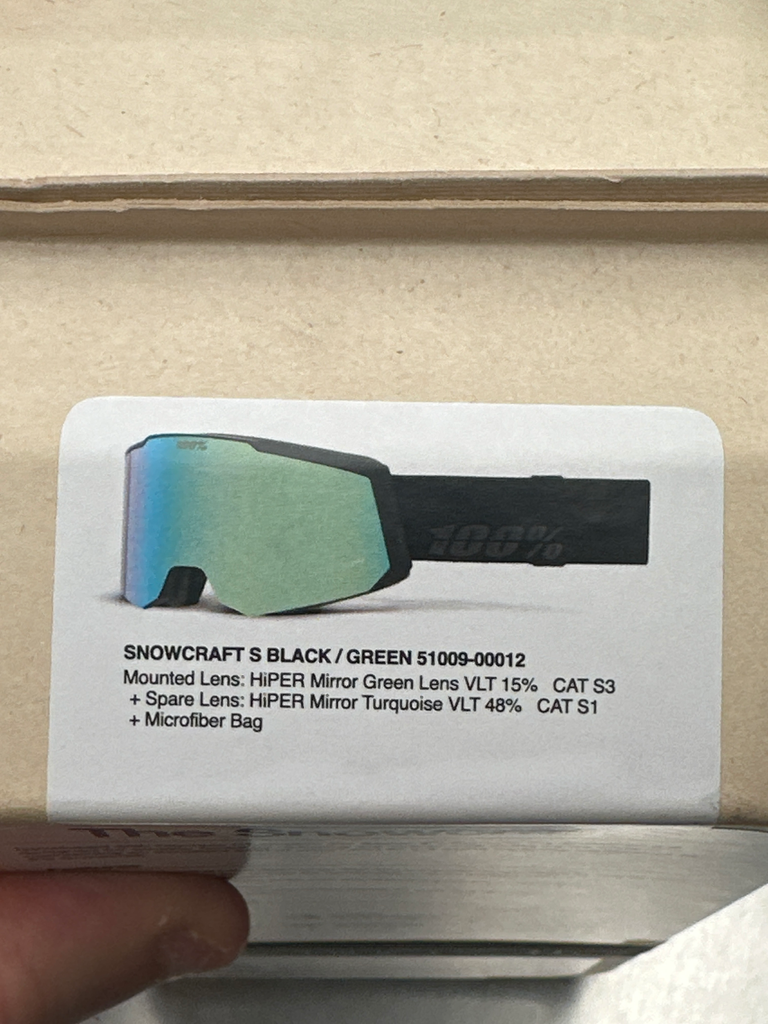 100%
100%
SNOWCRAFT S BLACK / GREEN 51009-00012
Mounted Lens: HiPER Mirror Green Lens VLT 15% CAT S3
+ Spare Lens: HiPER Mirror Turquoise VLT 48% CAT S1
+ Microfiber Bag
The